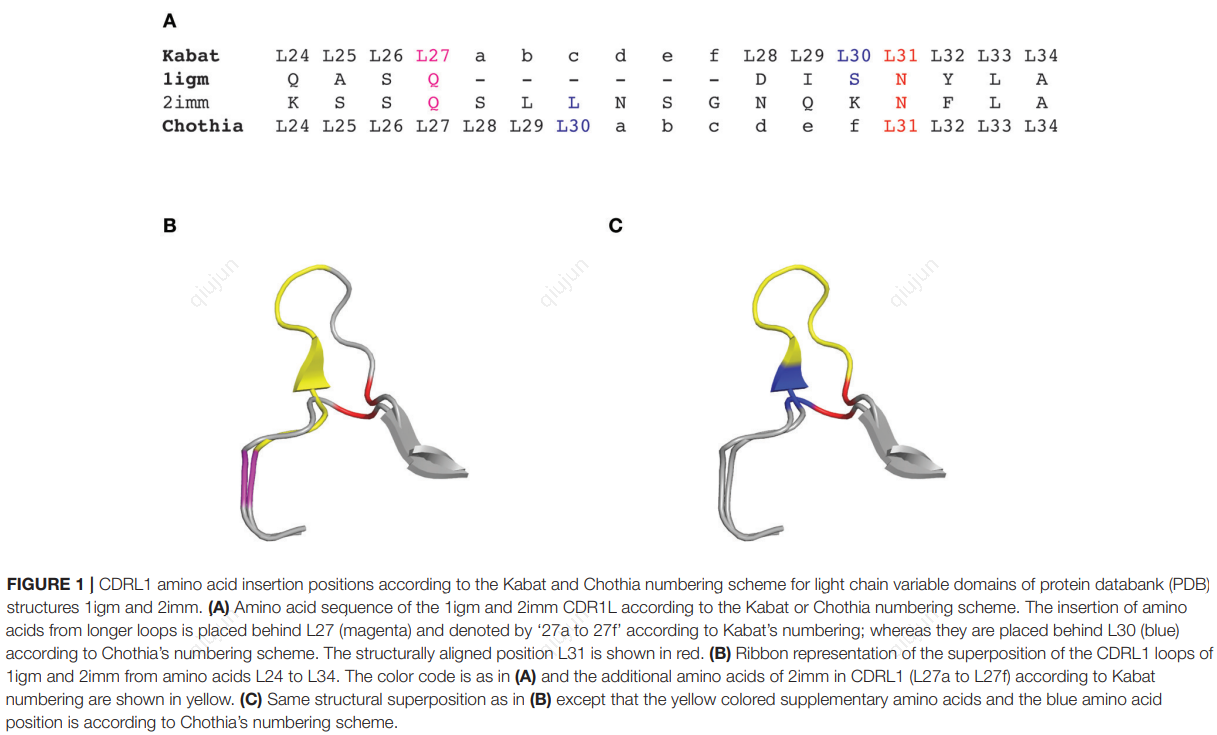 A
Kabat L24 L25 L26 L27 a b c d e f L28 L29 L30 L31 L32 L33 L34
1igm Q A S Q - - - - - - D I S N Y L A
2imm K S S Q S L L N S G N Q K N F L A
Chothia L24 L25 L26 L27 L28 L29 L30 a b c d e f L31 L32 L33 L34
B C
qiujun qiujun qiujun
FIGURE 1 | CDRL1 amino acid insertion positions according to the Kabat and Chothia numbering scheme for light chain variable domains of protein databank (PDB)
structures 1igm and 2imm. (A) Amino acid sequence of the 1igm and 2imm CDR1L according to the Kabat or Chothia numbering scheme. The insertion of amino
acids from longer loops is placed behind L27 (magenta) and denoted by ‘27a to 27f’ according to Kabat’s numbering; whereas they are placed behind L30 (blue)
according to Chothia’s numbering scheme. The structurally aligned position L31 is shown in red. (B) Ribbon representation of the superposition of the CDRL1 loops of
1igm and 2imm from amino acids L24 to L34. The color code is as in (A) and the additional amino acids of 2imm in CDRL1 (L27a to L27f) according to Kabat
numbering are shown in yellow. (C) Same structural superposition as in (B) except that the yellow colored supplementary amino acids and the blue amino acid
position is according to Chothia’s numbering scheme.